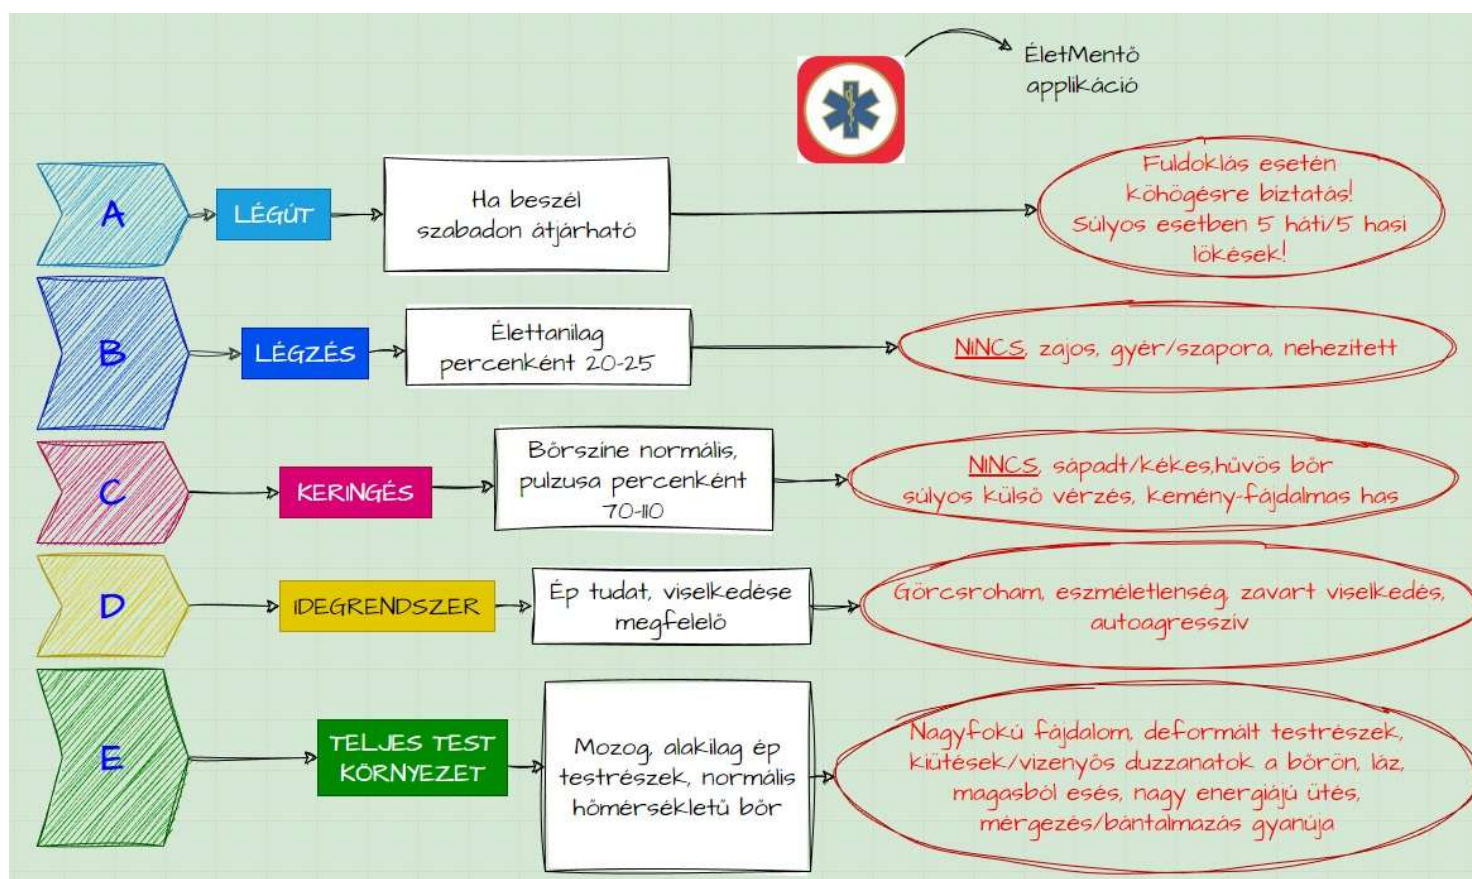 ÉletMentő
applikáció
A
LÉGÚT
Ha beszél
szabadon átjárható
Fuldoklás esetén
köhögésre bíztatás!
Súlyos esetben 5 háti/5 hasi
lökések!
B
LÉGZÉS
Élettanilag
percenként 20-25
NINCS, zajos, gyér/szapora, nehezített
C
KERINGÉS
Bőrszíne normális,
pulzusa percenként
70-110
NINCS, sápadt/kékes,hűvös bőr
súlyos külső vérzés, kemény-fájdalmas has
D
IDEGRENDSZER
Ép tudat, viselkedése
megfelelő
Görcsroham, eszméletlenség, zavart viselkedés,
autoagresszív
E
TELJES TEST
KÖRNYEZET
Mozog, alakilag ép
testrészek, normális
hőmérsékletű bőr
Nagyfokú fájdalom, deformált testrészek,
kiütések/vizenyős duzzanatok a bőrön, láz,
magasból esés, nagy energiájú ütés,
mérgezés/bántalmazás gyanúja